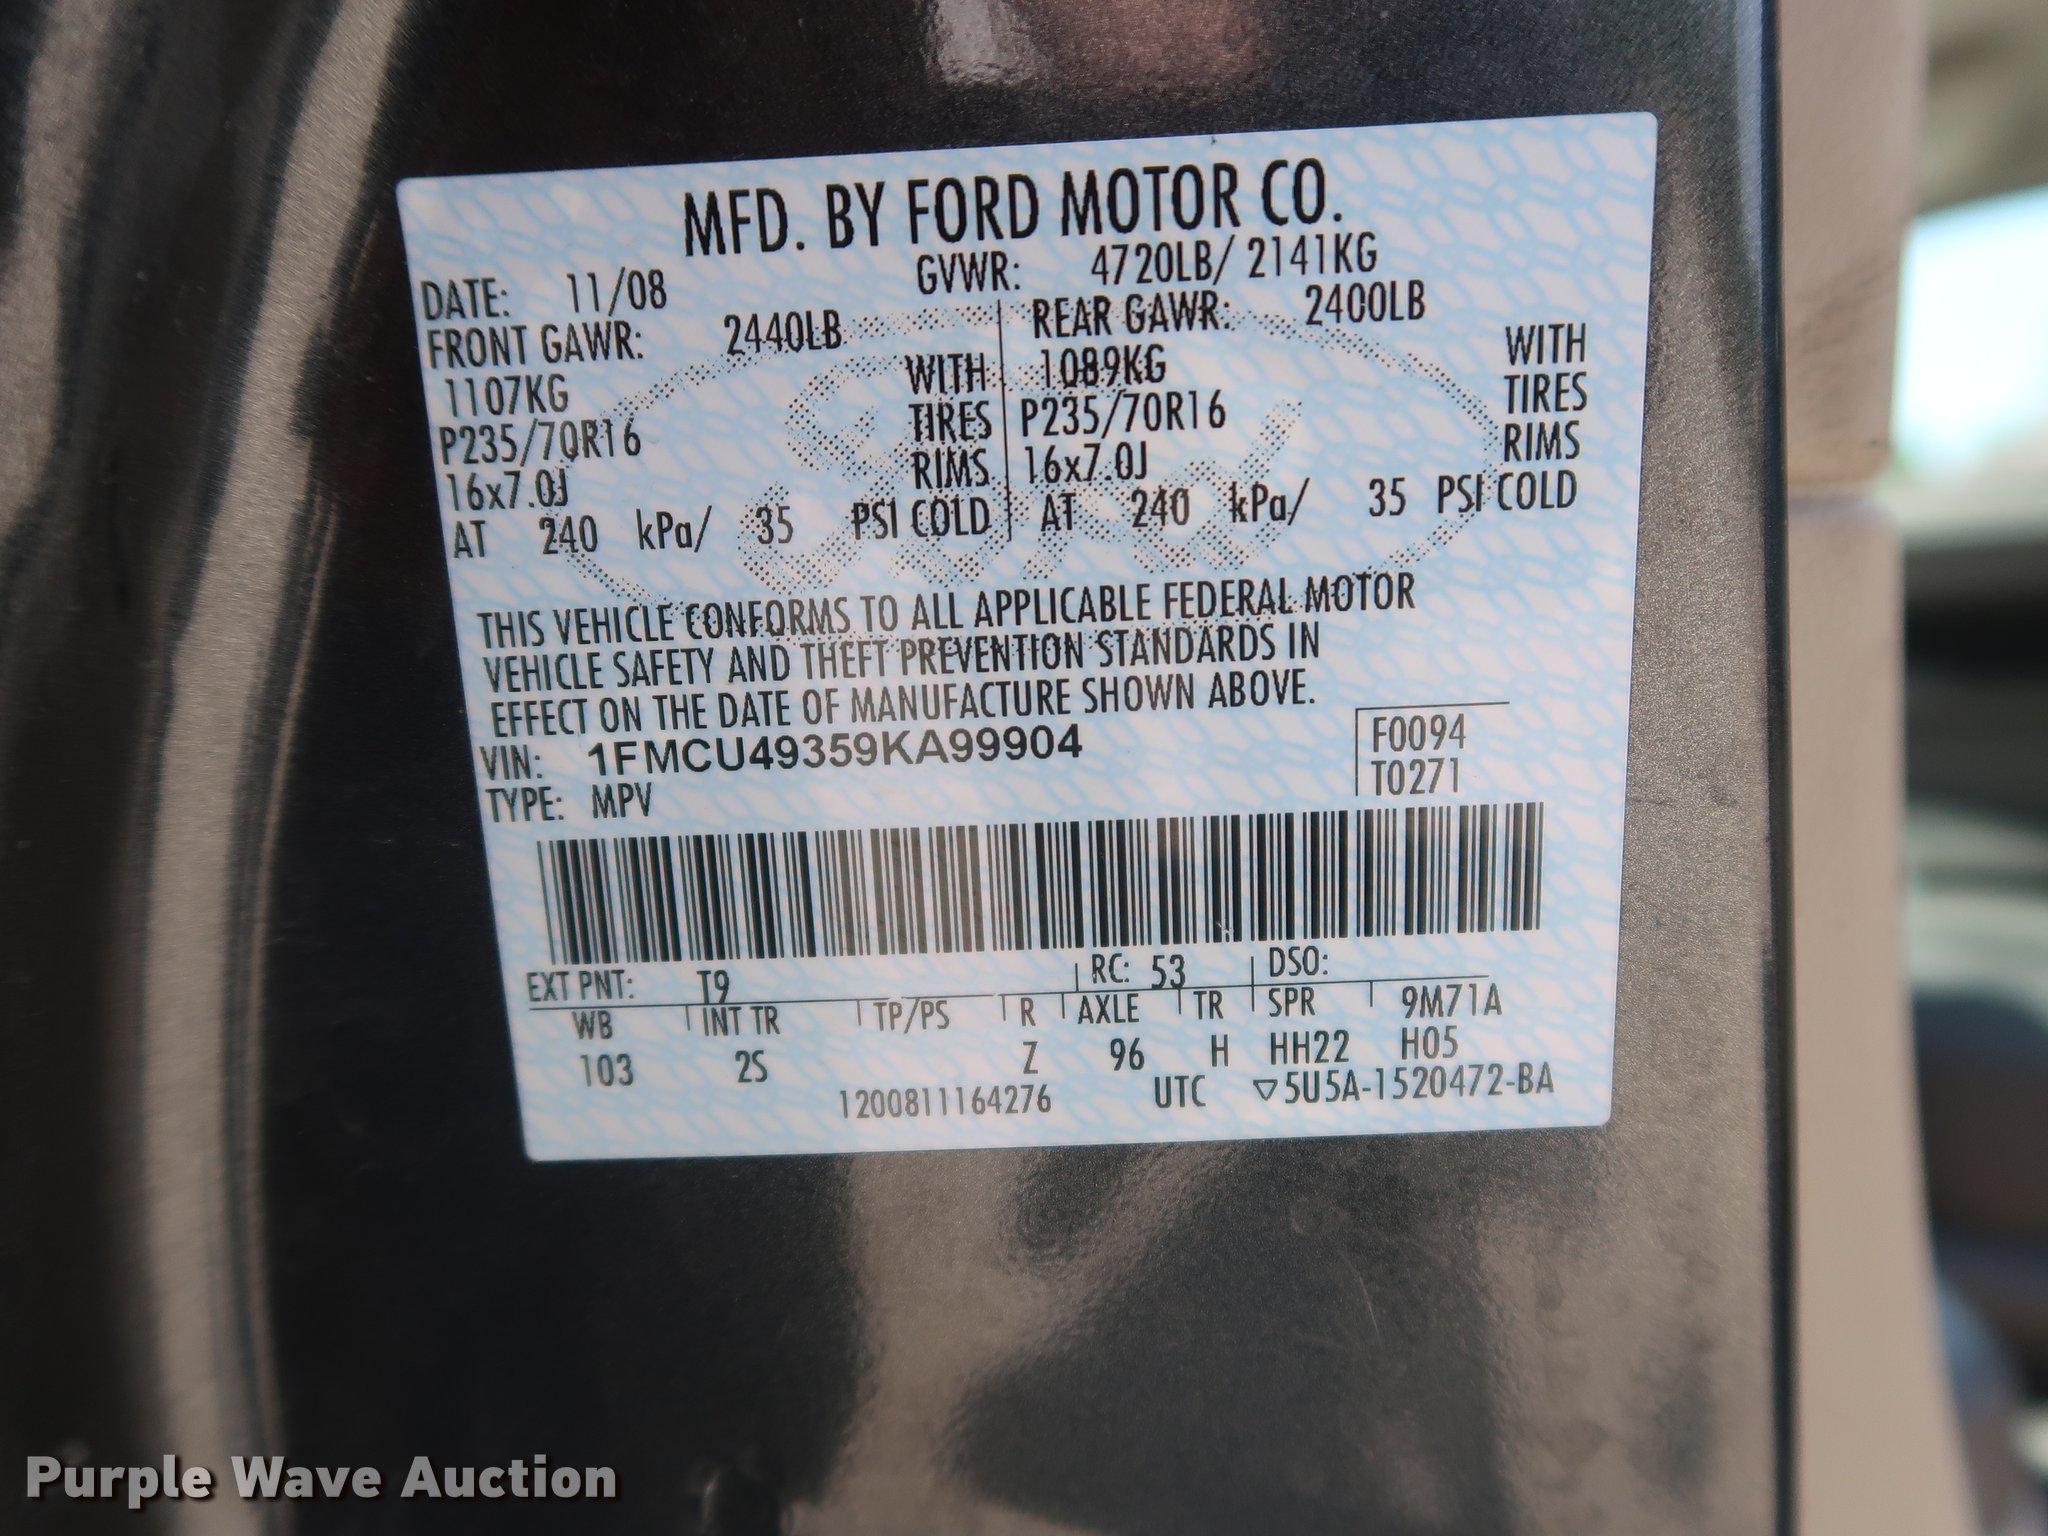 MFD. BY FORD MOTOR CO.
DATE: 11/08 GVWR: 4720LB/ 2141KG
FRONT GAWR: 2440LB REAR GAWR: 2400LB
1107KG WITH 1089KG WITH
P235/70R16 TIRES P235/70R16 TIRES
16x7.0J RIMS 16x7.0J RIMS
AT 240 kPa/ 35 PSI COLD AT 240 kPa/ 35 PSI COLD
THIS VEHICLE CONFORMS TO ALL APPLICABLE FEDERAL MOTOR
VEHICLE SAFETY AND THEFT PREVENTION STANDARDS IN
EFFECT ON THE DATE OF MANUFACTURE SHOWN ABOVE.
VIN: 1FMCU49359KA99904 F0094
TYPE: MPV T0271
EXT PNT: T9 RC: 53 DSO:
WB INT TR TP/PS R AXLE TR SPR 9M71A
103 2S Z 96 H HH22 H05
1200811164276 UTC ▽5U5A-1520472-BA
Ford
Purple Wave Auction